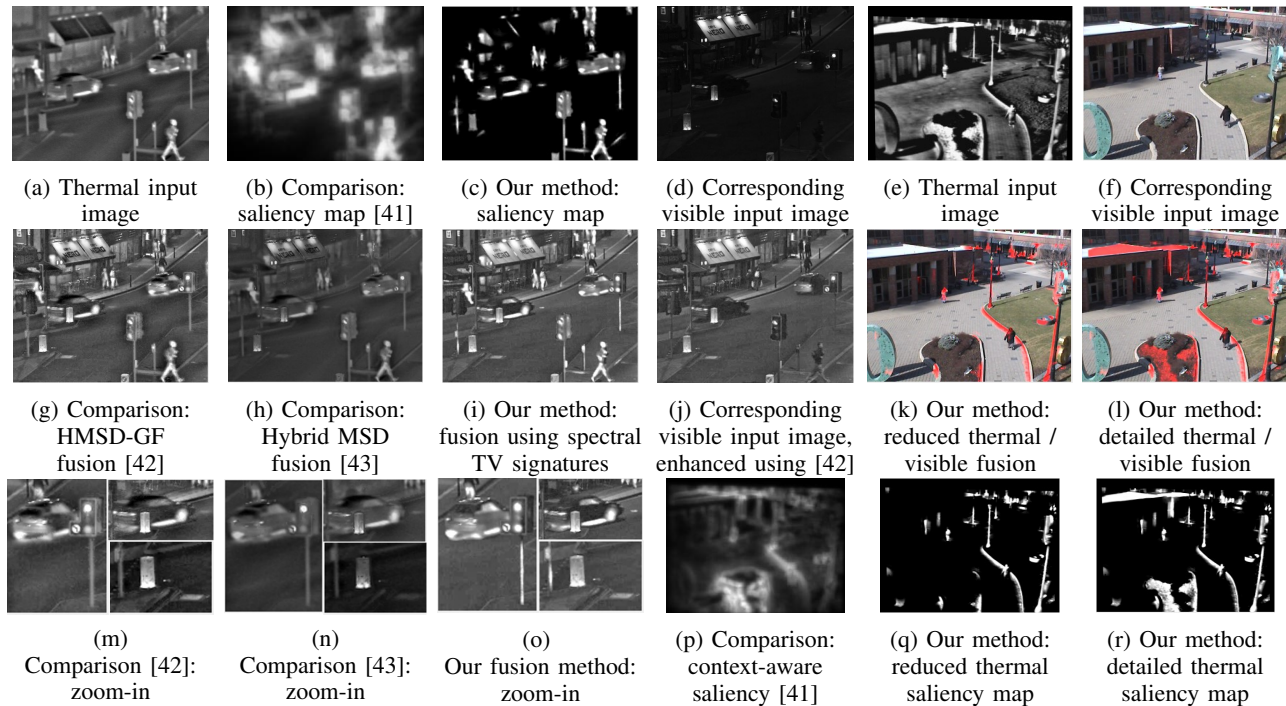 (a) Thermal input
image
(b) Comparison:
saliency map [41]
(c) Our method:
saliency map
(d) Corresponding
visible input image
(e) Thermal input
image
(f) Corresponding
visible input image
(g) Comparison:
HMSD-GF
fusion [42]
(h) Comparison:
Hybrid MSD
fusion [43]
(i) Our method:
fusion using spectral
TV signatures
(j) Corresponding
visible input image,
enhanced using [42]
(k) Our method:
reduced thermal /
visible fusion
(l) Our method:
detailed thermal /
visible fusion
(m)
Comparison [42]:
zoom-in
(n)
Comparison [43]:
zoom-in
(o)
Our fusion method:
zoom-in
(p) Comparison:
context-aware
saliency [41]
(q) Our method:
reduced thermal
saliency map
(r) Our method:
detailed thermal
saliency map